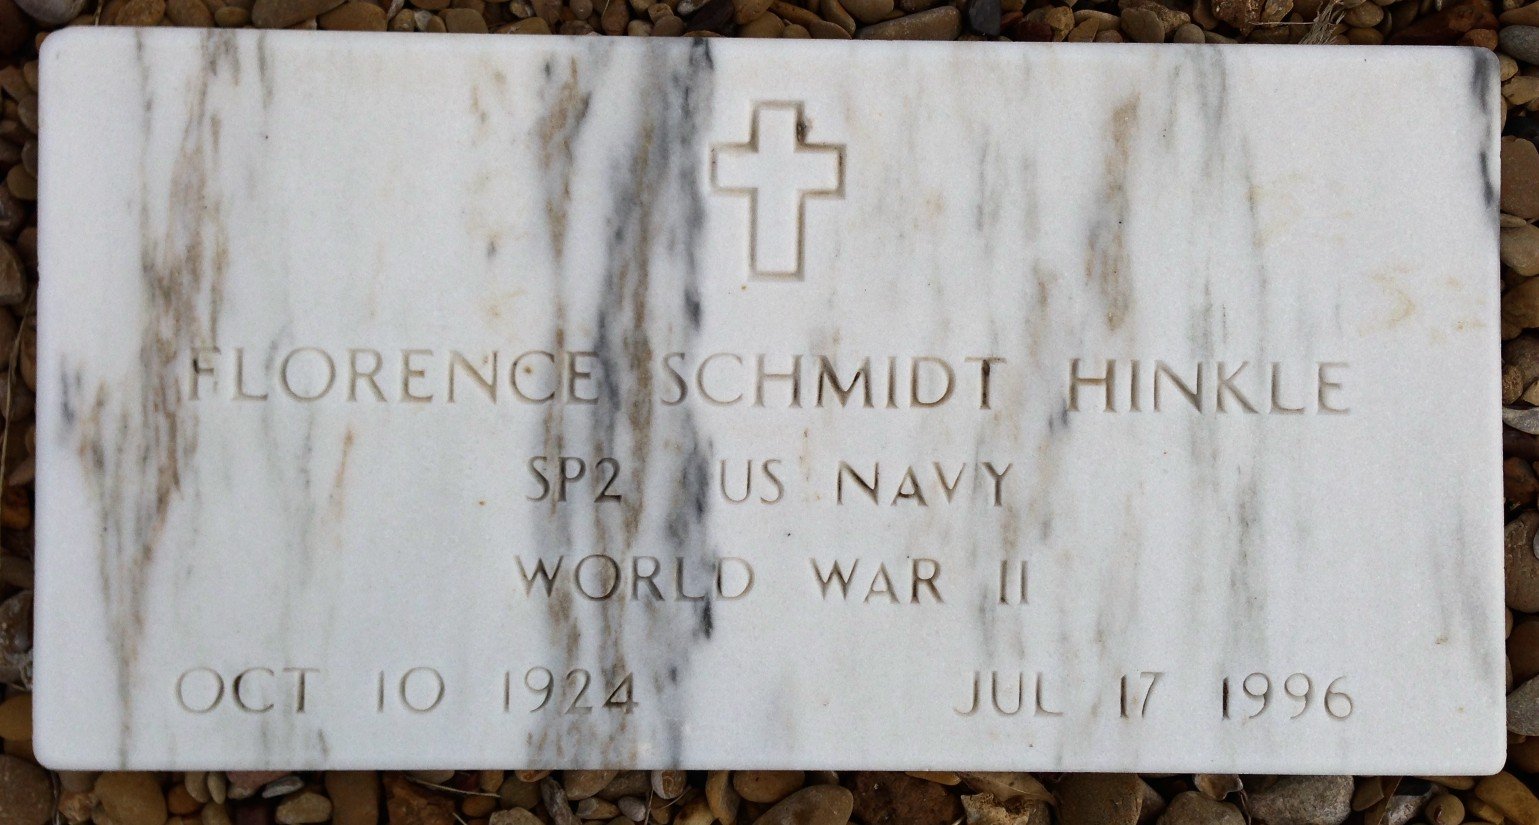 FLORENCE SCHMIDT HINKLE
SP2 US NAVY
WORLD WAR II
OCT 10 1924 JUL 17 1996